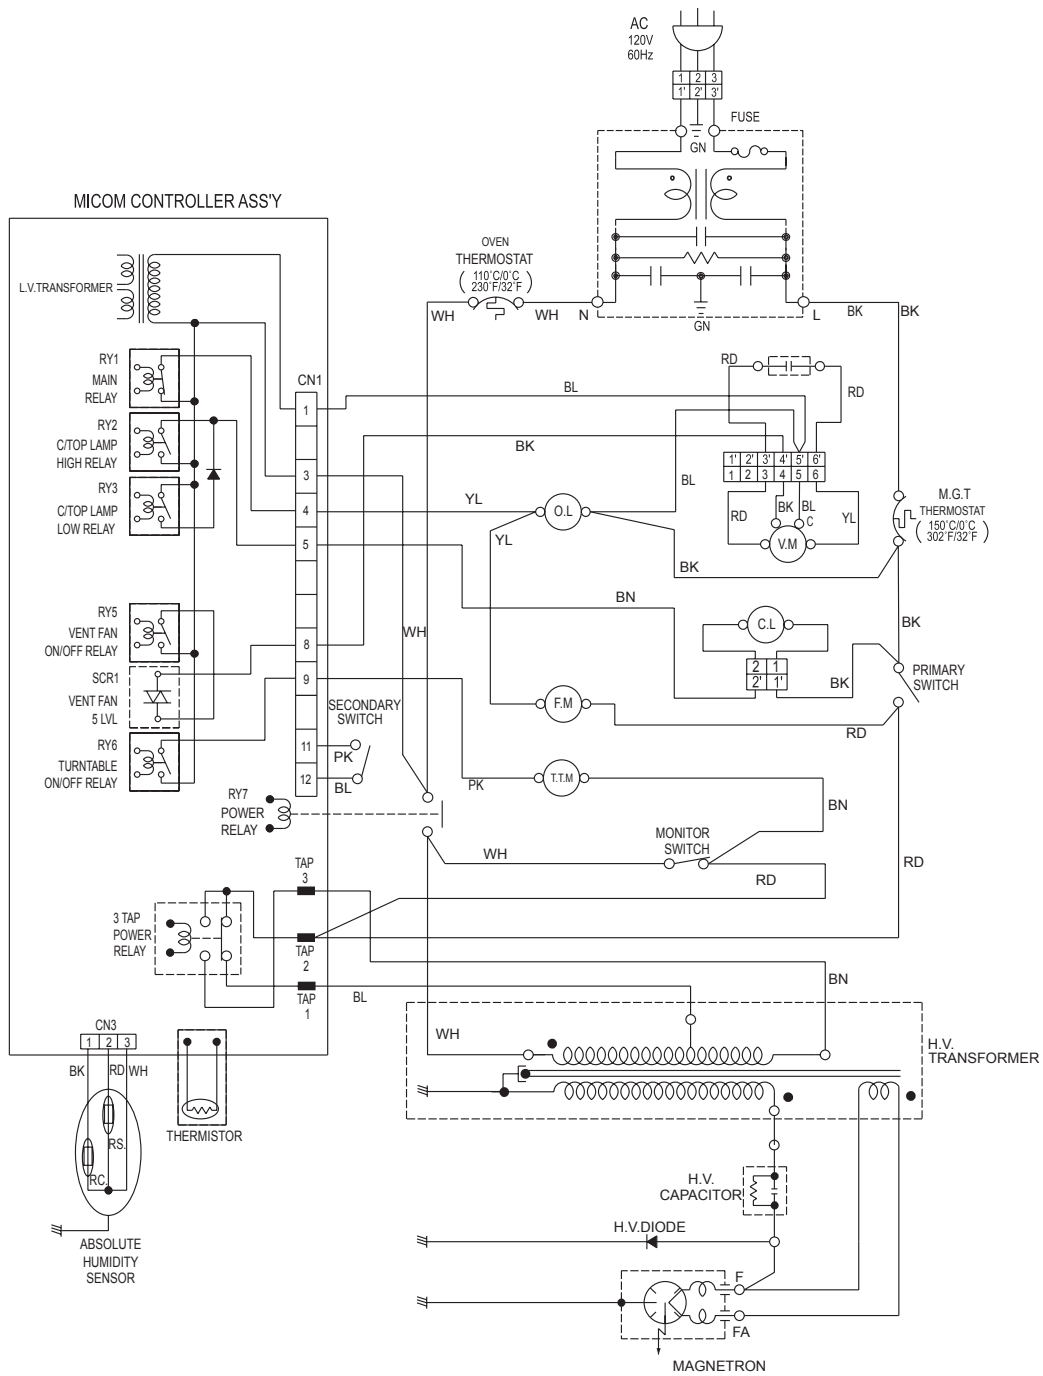 AC
120V
60Hz
1 2 3
1' 2' 3'
FUSE
GN
MICOM CONTROLLER ASS'Y
OVEN
THERMOSTAT
( 110˚C/0˚C )
230˚F/32˚F
L.V.TRANSFORMER
WH
WH
N
GN
L
BK
BK
RY1
MAIN
RELAY
CN1
1
BL
RD
RD
RY2
C/TOP LAMP
HIGH RELAY
BK
1' 2' 3' 4' 5' 6'
1 2 3 4 5 6
3
RY3
C/TOP LAMP
LOW RELAY
4
YL
O.L
BL
RD
BK
BL
C
YL
V.M
M.G.T
THERMOSTAT
( 150˚C/0˚C )
302˚F/32˚F
5
YL
BK
BN
RY5
VENT FAN
ON/OFF RELAY
WH
C.L
BK
8
2 1
2' 1'
SCR1
VENT FAN
5 LVL
9
BK
PRIMARY
SWITCH
SECONDARY
SWITCH
F.M
RD
RY6
TURNTABLE
ON/OFF RELAY
11
PK
12
BL
PK
T.T.M
BN
RY7
POWER
RELAY
MONITOR
SWITCH
WH
RD
RD
TAP
3
3 TAP
POWER
RELAY
TAP
2
TAP
1
BL
BN
CN3
1 2 3
BK
RD
WH
WH
H.V.
TRANSFORMER
RS.
RC.
THERMISTOR
H.V.
CAPACITOR
ABSOLUTE
HUMIDITY
SENSOR
H.V.DIODE
F
FA
MAGNETRON